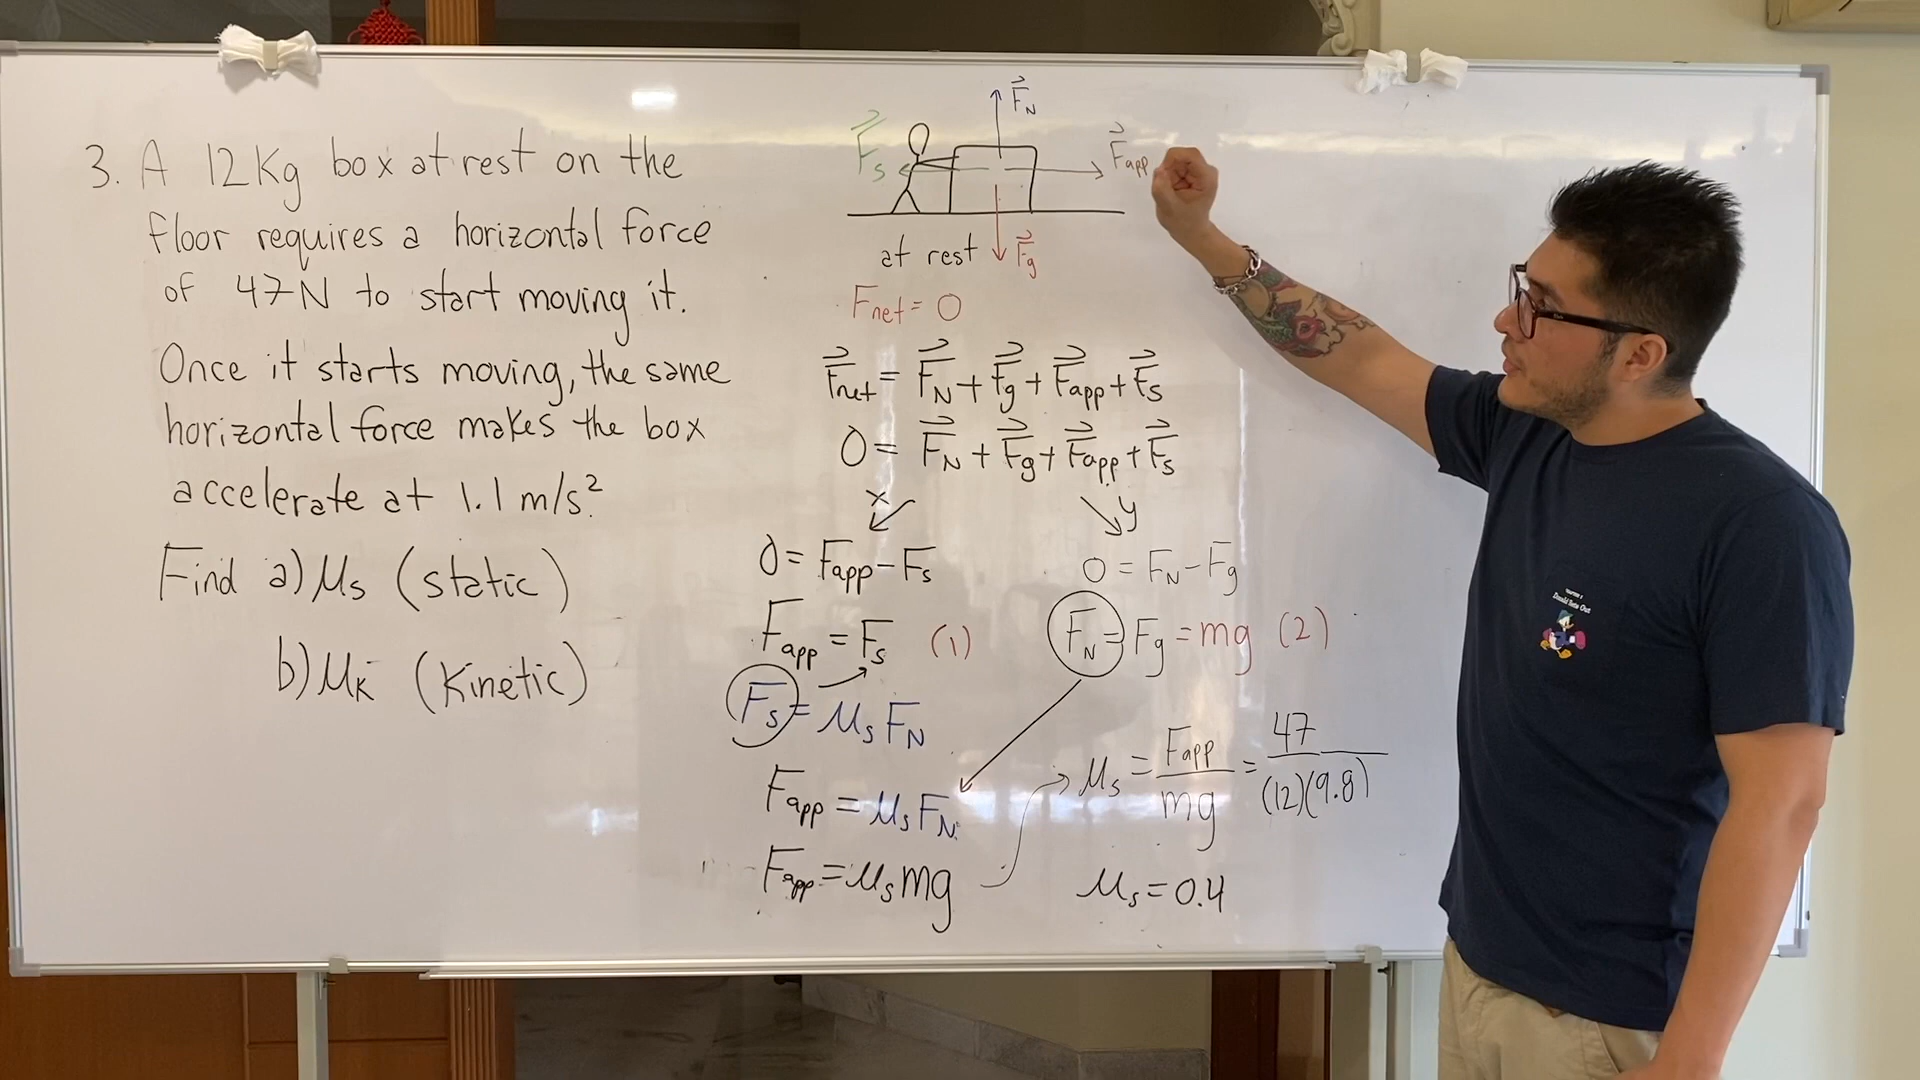 3. A 12Kg box at rest on the
floor requires a horizontal force
of 47N to start moving it.
Once it starts moving, the same
horizontal force makes the box
accelerate at 1.1 m/s².
Find a) μs (static)
b) μK (Kinetic)
F⃗N
F⃗s
F⃗app
at rest
F⃗g
Fnet = 0
F⃗net = F⃗N + F⃗g + F⃗app + F⃗s
0 = F⃗N + F⃗g + F⃗app + F⃗s
x
y
0 = Fapp - Fs
Fapp = Fs (1)
Fs = μs FN
Fapp = μs FN
Fapp = μs mg
0 = FN - Fg
FN = Fg = mg (2)
μs = Fapp / mg = 47 / (12)(9.8)
μs = 0.4